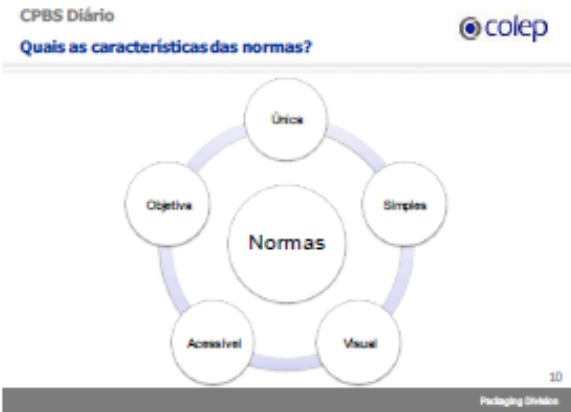 CPBS Diário
colep
Quais as características das normas?
Única
Objetiva
Simples
Normas
Acessível
Visual
10
Packaging Division